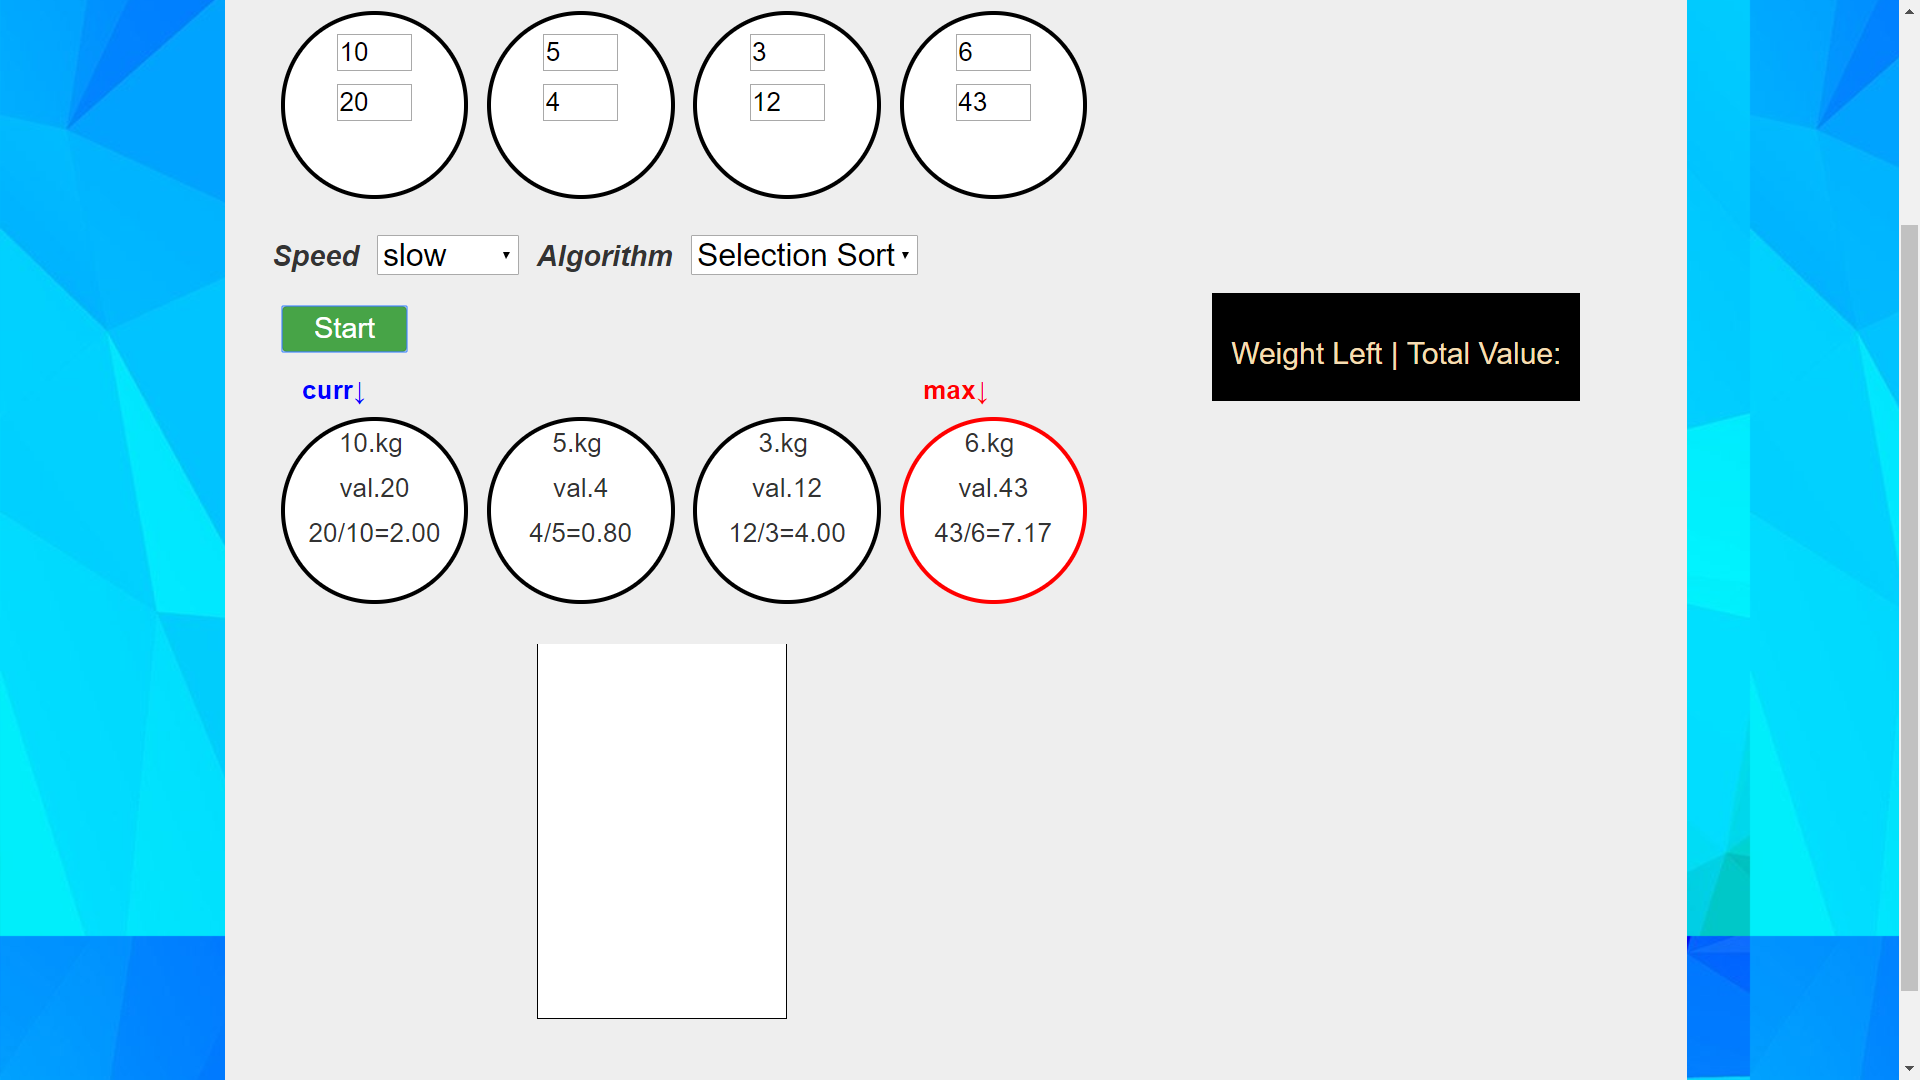 10 5 3 6
20 4 12 43
Speed slow Algorithm Selection Sort
Start
Weight Left | Total Value:
curr↓ max↓
10.kg 5.kg 3.kg 6.kg
val.20 val.4 val.12 val.43
20/10=2.00 4/5=0.80 12/3=4.00 43/6=7.17